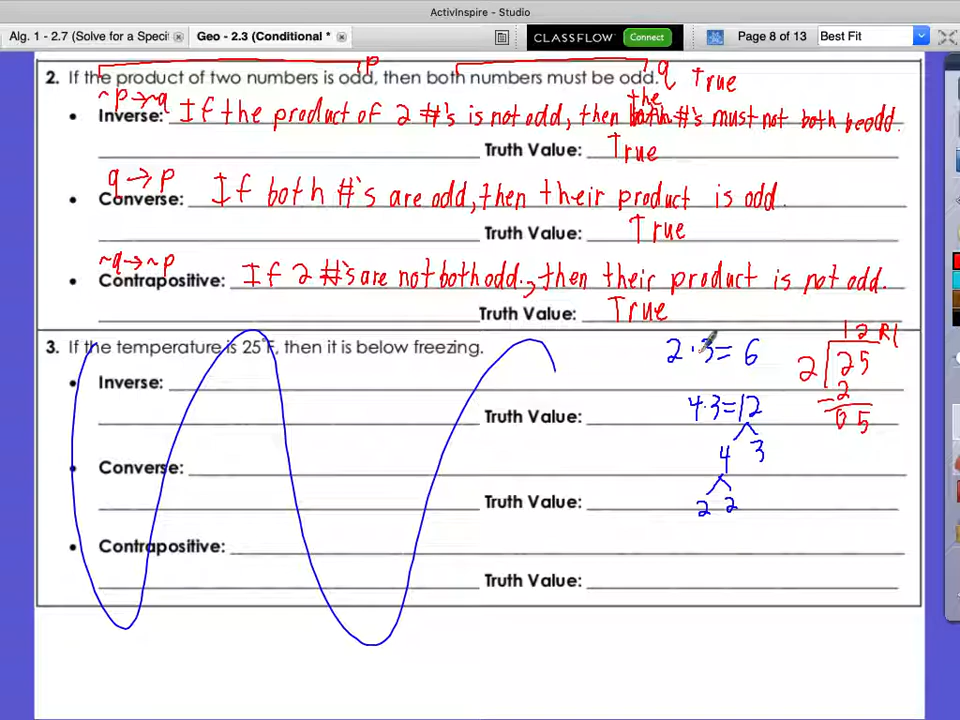 ActivInspire - Studio
Alg. 1 - 2.7 (Solve for a Speci
Geo - 2.3 (Conditional *
CLASSFLOW
Connect
Page 8 of 13
Best Fit
p
2. If the product of two numbers is odd, then both numbers must be odd. q True
~p→~q the
• Inverse: If the product of 2 #'s is not odd, then both #'s must not both be odd.
Truth Value: True
q→p
• Converse: If both #'s are odd, then their product is odd.
Truth Value: True
~q→~p
• Contrapositive: If 2 #'s are not both odd, then their product is not odd.
Truth Value: True
3. If the temperature is 25°F, then it is below freezing.
2·3=6
12 R1
2 25
• Inverse:
-2
05
4·3=12
Truth Value:
4 3
• Converse:
2 2
Truth Value:
• Contrapositive:
Truth Value: